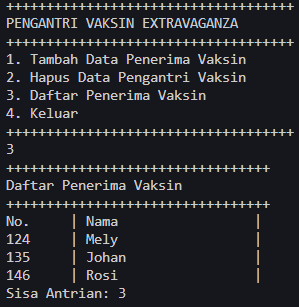 ++++++++++++++++++++++++++++++++++++
PENGANTRI VAKSIN EXTRAVAGANZA
++++++++++++++++++++++++++++++++++++
1. Tambah Data Penerima Vaksin
2. Hapus Data Pengantri Vaksin
3. Daftar Penerima Vaksin
4. Keluar
++++++++++++++++++++++++++++++++++++
3
+++++++++++++++++++++++++++++++++
Daftar Penerima Vaksin
+++++++++++++++++++++++++++++++++
No.     | Nama                 |
124     | Mely                 |
135     | Johan                |
146     | Rosi                 |
Sisa Antrian: 3